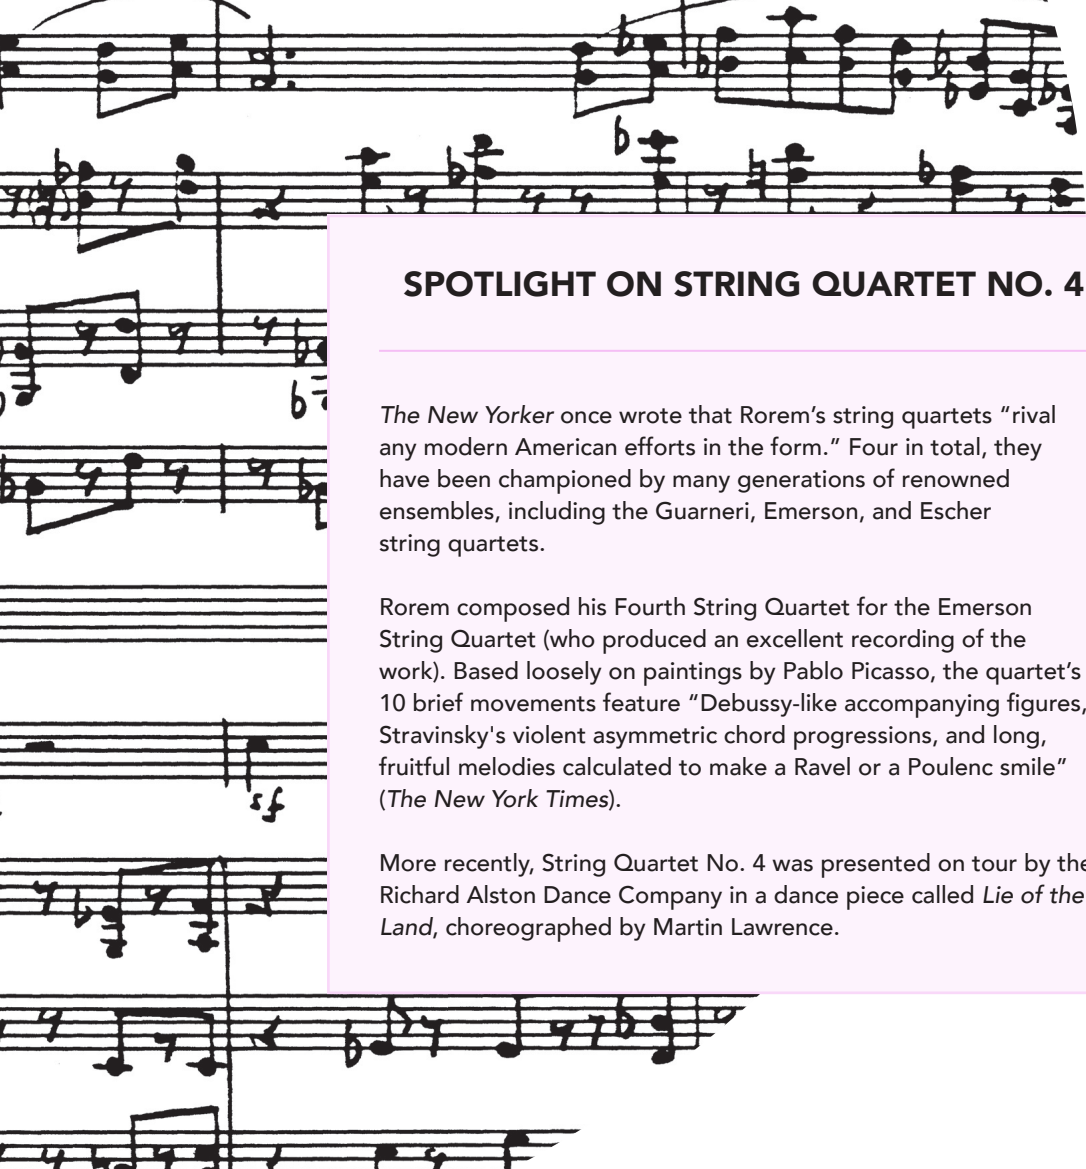 SPOTLIGHT ON STRING QUARTET NO. 4
The New Yorker once wrote that Rorem’s string quartets “rival
any modern American efforts in the form.” Four in total, they
have been championed by many generations of renowned
ensembles, including the Guarneri, Emerson, and Escher
string quartets.
Rorem composed his Fourth String Quartet for the Emerson
String Quartet (who produced an excellent recording of the
work). Based loosely on paintings by Pablo Picasso, the quartet’s
10 brief movements feature “Debussy-like accompanying figures,
Stravinsky's violent asymmetric chord progressions, and long,
fruitful melodies calculated to make a Ravel or a Poulenc smile”
(The New York Times).
More recently, String Quartet No. 4 was presented on tour by the
Richard Alston Dance Company in a dance piece called Lie of the
Land, choreographed by Martin Lawrence.
sf